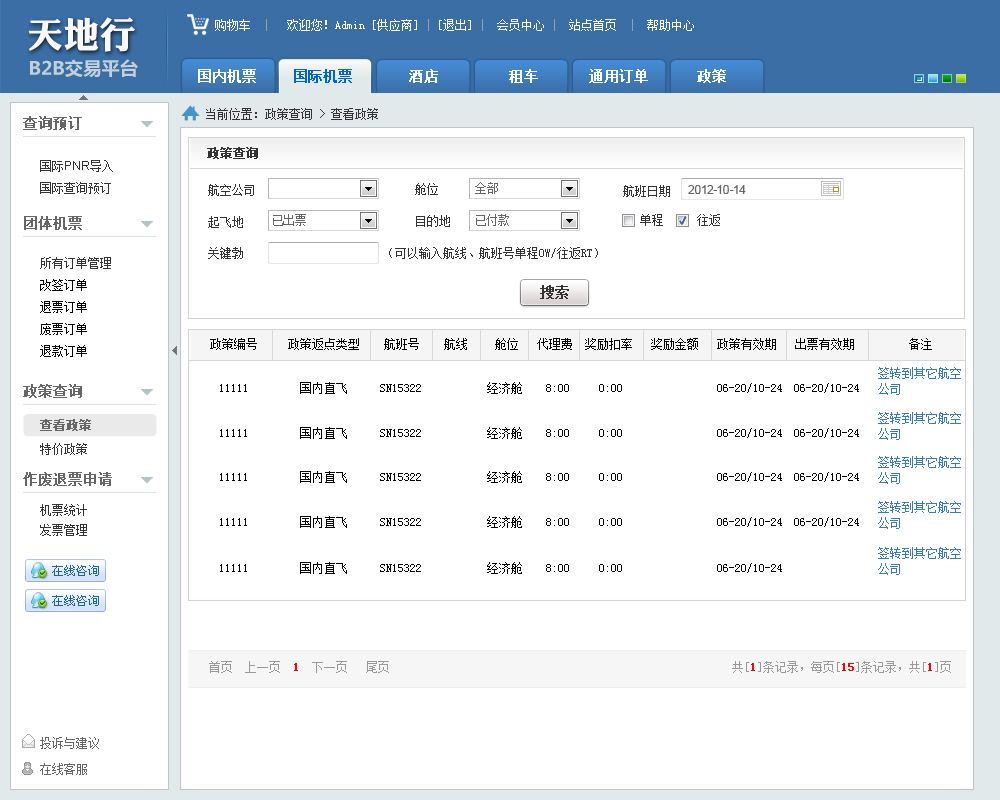 天地行
B2B交易平台
购物车 | 欢迎您! Admin [供应商] | [退出] | 会员中心 | 站点首页 | 帮助中心
国内机票 国际机票 酒店 租车 通用订单 政策
当前位置: 政策查询 > 查看政策
查询预订
国际PNR导入
国际查询预订
团体机票
所有订单管理
改签订单
退票订单
废票订单
退款订单
政策查询
查看政策
特价政策
作废退票申请
机票统计
发票管理
在线咨询
在线咨询
投诉与建议
在线客服
政策查询
航空公司 舱位 全部 航班日期 2012-10-14
起飞地 已出票 目的地 已付款 单程 往返
关键勃 (可以输入航线、航班号单程OW/往返RT)
搜索
政策编号 政策返点类型 航班号 航线 舱位 代理费 奖励扣率 奖励金额 政策有效期 出票有效期 备注
11111 国内直飞 SN15322 经济舱 8:00 0:00 06-20/10-24 06-20/10-24 签转到其它航空
公司
11111 国内直飞 SN15322 经济舱 8:00 0:00 06-20/10-24 06-20/10-24 签转到其它航空
公司
11111 国内直飞 SN15322 经济舱 8:00 0:00 06-20/10-24 06-20/10-24 签转到其它航空
公司
11111 国内直飞 SN15322 经济舱 8:00 0:00 06-20/10-24 06-20/10-24 签转到其它航空
公司
11111 国内直飞 SN15322 经济舱 8:00 0:00 06-20/10-24 签转到其它航空
公司
首页 上一页 1 下一页 尾页 共[1]条记录, 每页[15]条记录, 共[1]页